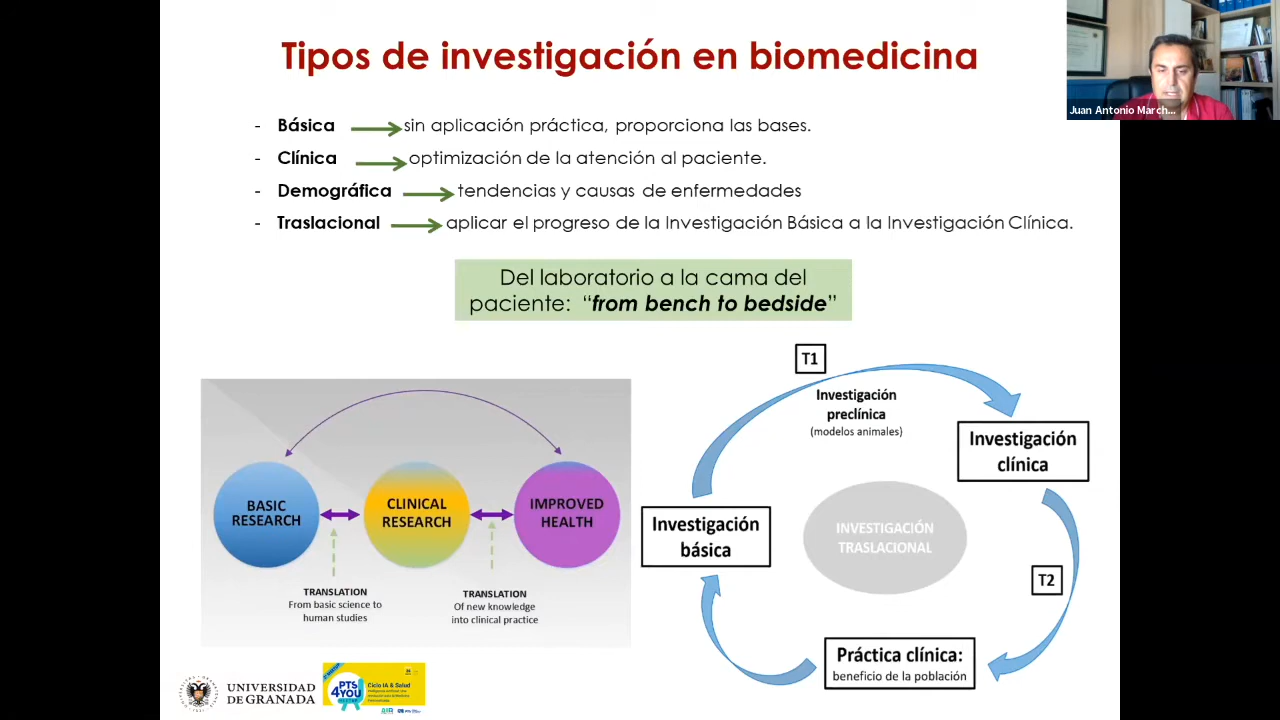 Tipos de investigación en biomedicina
Juan Antonio March...
- Básica sin aplicación práctica, proporciona las bases.
- Clínica optimización de la atención al paciente.
- Demográfica tendencias y causas de enfermedades
- Traslacional aplicar el progreso de la Investigación Básica a la Investigación Clínica.
Del laboratorio a la cama del
paciente: “from bench to bedside”
BASIC
RESEARCH
CLINICAL
RESEARCH
IMPROVED
HEALTH
TRANSLATION
From basic science to
human studies
TRANSLATION
Of new knowledge
into clinical practice
T1
Investigación
preclínica
(modelos animales)
Investigación
clínica
Investigación
básica
INVESTIGACIÓN
TRASLACIONAL
T2
Práctica clínica:
beneficio de la población
UNIVERSIDAD
DE GRANADA
PTS
4YOU
Ciclo IA & Salud